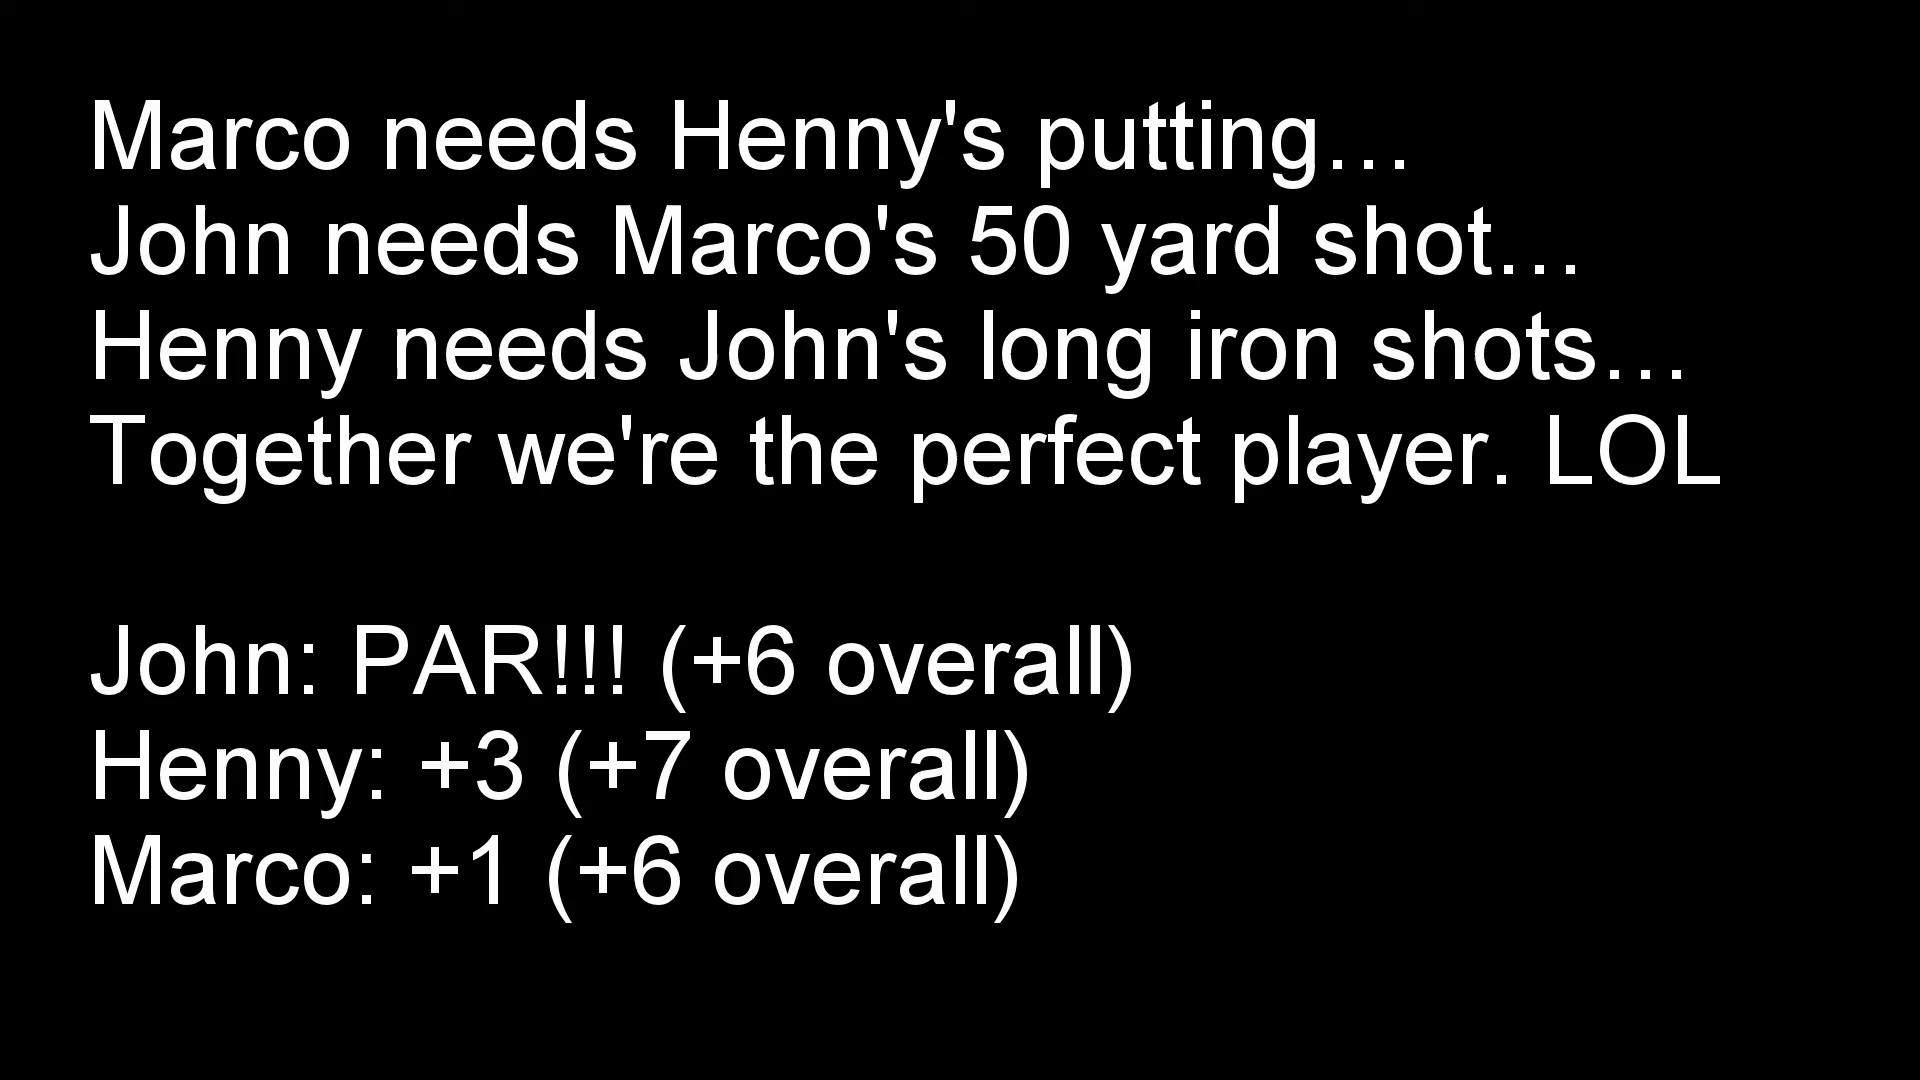 Marco needs Henny's putting…
John needs Marco's 50 yard shot…
Henny needs John's long iron shots…
Together we're the perfect player. LOL
John: PAR!!! (+6 overall)
Henny: +3 (+7 overall)
Marco: +1 (+6 overall)